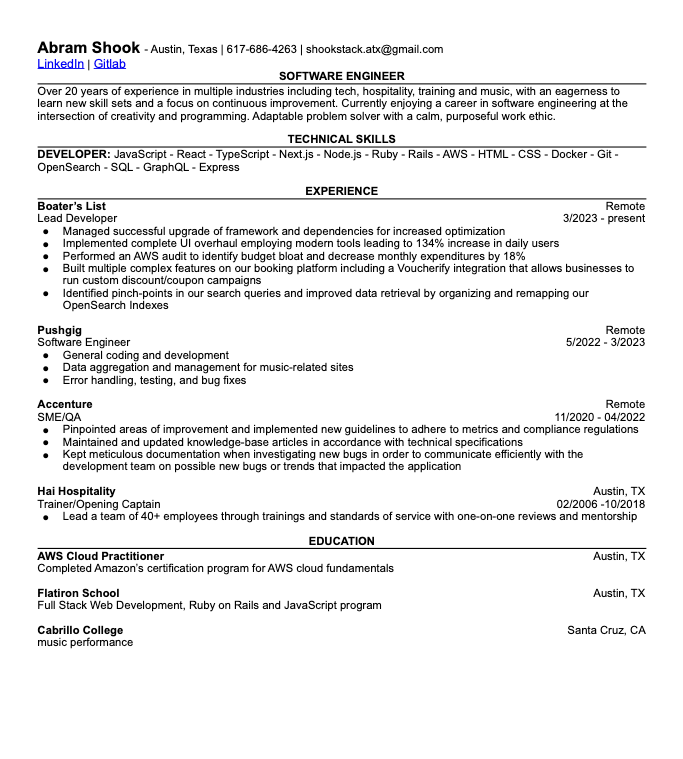 Abram Shook - Austin, Texas | 617-686-4263 | shookstack.atx@gmail.com
LinkedIn | Gitlab
SOFTWARE ENGINEER
Over 20 years of experience in multiple industries including tech, hospitality, training and music, with an eagerness to
learn new skill sets and a focus on continuous improvement. Currently enjoying a career in software engineering at the
intersection of creativity and programming. Adaptable problem solver with a calm, purposeful work ethic.
TECHNICAL SKILLS
DEVELOPER: JavaScript - React - TypeScript - Next.js - Node.js - Ruby - Rails - AWS - HTML - CSS - Docker - Git -
OpenSearch - SQL - GraphQL - Express
EXPERIENCE
Boater's List Remote
Lead Developer 3/2023 - present
● Managed successful upgrade of framework and dependencies for increased optimization
● Implemented complete UI overhaul employing modern tools leading to 134% increase in daily users
● Performed an AWS audit to identify budget bloat and decrease monthly expenditures by 18%
● Built multiple complex features on our booking platform including a Voucherify integration that allows businesses to
run custom discount/coupon campaigns
● Identified pinch-points in our search queries and improved data retrieval by organizing and remapping our
OpenSearch Indexes
Pushgig Remote
Software Engineer 5/2022 - 3/2023
● General coding and development
● Data aggregation and management for music-related sites
● Error handling, testing, and bug fixes
Accenture Remote
SME/QA 11/2020 - 04/2022
● Pinpointed areas of improvement and implemented new guidelines to adhere to metrics and compliance regulations
● Maintained and updated knowledge-base articles in accordance with technical specifications
● Kept meticulous documentation when investigating new bugs in order to communicate efficiently with the
development team on possible new bugs or trends that impacted the application
Hai Hospitality Austin, TX
Trainer/Opening Captain 02/2006 -10/2018
● Lead a team of 40+ employees through trainings and standards of service with one-on-one reviews and mentorship
EDUCATION
AWS Cloud Practitioner Austin, TX
Completed Amazon's certification program for AWS cloud fundamentals
Flatiron School Austin, TX
Full Stack Web Development, Ruby on Rails and JavaScript program
Cabrillo College Santa Cruz, CA
music performance